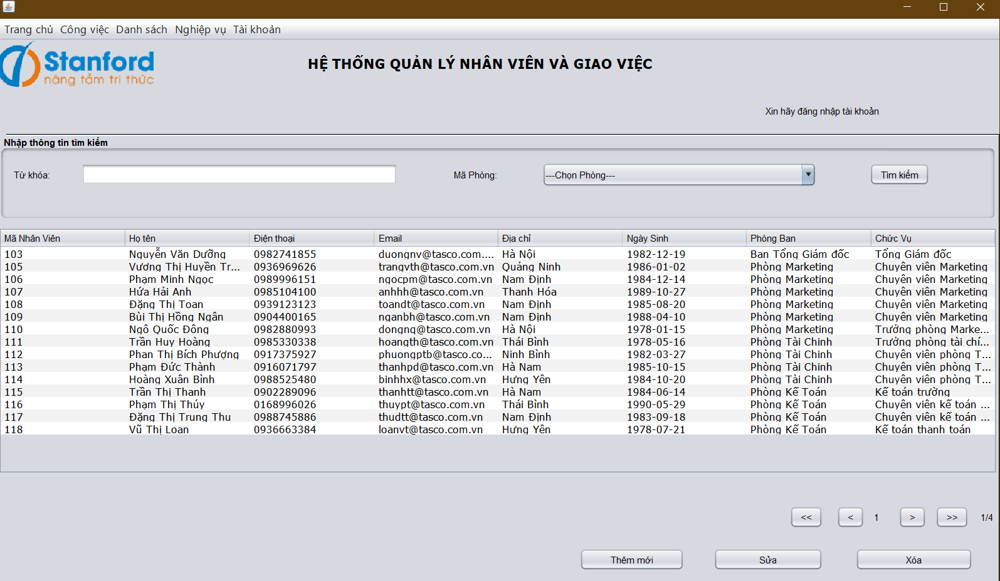 Trang chủ Công việc Danh sách Nghiệp vụ Tài khoản
Stanford
nâng tầm tri thức
HỆ THỐNG QUẢN LÝ NHÂN VIÊN VÀ GIAO VIỆC
Xin hãy đăng nhập tài khoản
Nhập thông tin tìm kiếm
Từ khóa: Mã Phòng: ---Chọn Phòng--- Tìm kiếm
Mã Nhân Viên Họ tên Điện thoại Email Địa chỉ Ngày Sinh Phòng Ban Chức Vụ
103 Nguyễn Văn Dưỡng 0982741855 duongnv@tasco.com.... Hà Nội 1982-12-19 Ban Tổng Giám đốc Tổng Giám đốc
105 Vương Thị Huyền Tr... 0936969626 trangvth@tasco.com.vn Quảng Ninh 1986-01-02 Phòng Marketing Chuyên viên Marketing
106 Phạm Minh Ngọc 0989996151 ngocpm@tasco.com.vn Nam Định 1984-12-14 Phòng Marketing Chuyên viên Marketing
107 Hứa Hải Anh 0985104100 anhhh@tasco.com.vn Thanh Hóa 1989-10-27 Phòng Marketing Chuyên viên Marketing
108 Đặng Thị Toan 0939123123 toandt@tasco.com.vn Nam Định 1985-08-20 Phòng Marketing Chuyên viên Marketing
109 Bùi Thị Hồng Ngân 0904400165 nganbh@tasco.com.vn Nam Định 1988-04-10 Phòng Marketing Chuyên viên Marketing
110 Ngô Quốc Đông 0982880993 dongnq@tasco.com.vn Hà Nội 1978-01-15 Phòng Marketing Trưởng phòng Marke...
111 Trần Huy Hoàng 0985330338 hoangth@tasco.com.vn Thái Bình 1978-05-16 Phòng Tài Chinh Trưởng phòng tài chí...
112 Phan Thị Bích Phượng 0917375927 phuongptb@tasco.co... Ninh Bình 1982-03-27 Phòng Tài Chinh Chuyên viên phòng T...
113 Phạm Đức Thành 0916071797 thanhpd@tasco.com.vn Hà Nam 1985-10-15 Phòng Tài Chinh Chuyên viên phòng T...
114 Hoàng Xuân Bình 0988525480 binhhx@tasco.com.vn Hưng Yên 1984-10-20 Phòng Tài Chinh Chuyên viên phòng T...
115 Trần Thị Thanh 0902289096 thanhtt@tasco.com.vn Hà Nam 1984-06-14 Phòng Kế Toán Kế toán trường
116 Phạm Thị Thúy 0168996026 thuypt@tasco.com.vn Thái Bình 1990-05-29 Phòng Kế Toán Chuyên viên kế toán ...
117 Đặng Thị Trung Thu 0988745886 thudtt@tasco.com.vn Nam Định 1983-09-18 Phòng Kế Toán Chuyên viên kế toán ...
118 Vũ Thị Loan 0936663384 loanvt@tasco.com.vn Hưng Yên 1978-07-21 Phòng Kế Toán Kế toán thanh toán
<< < 1 > >> 1/4
Thêm mới Sửa Xóa